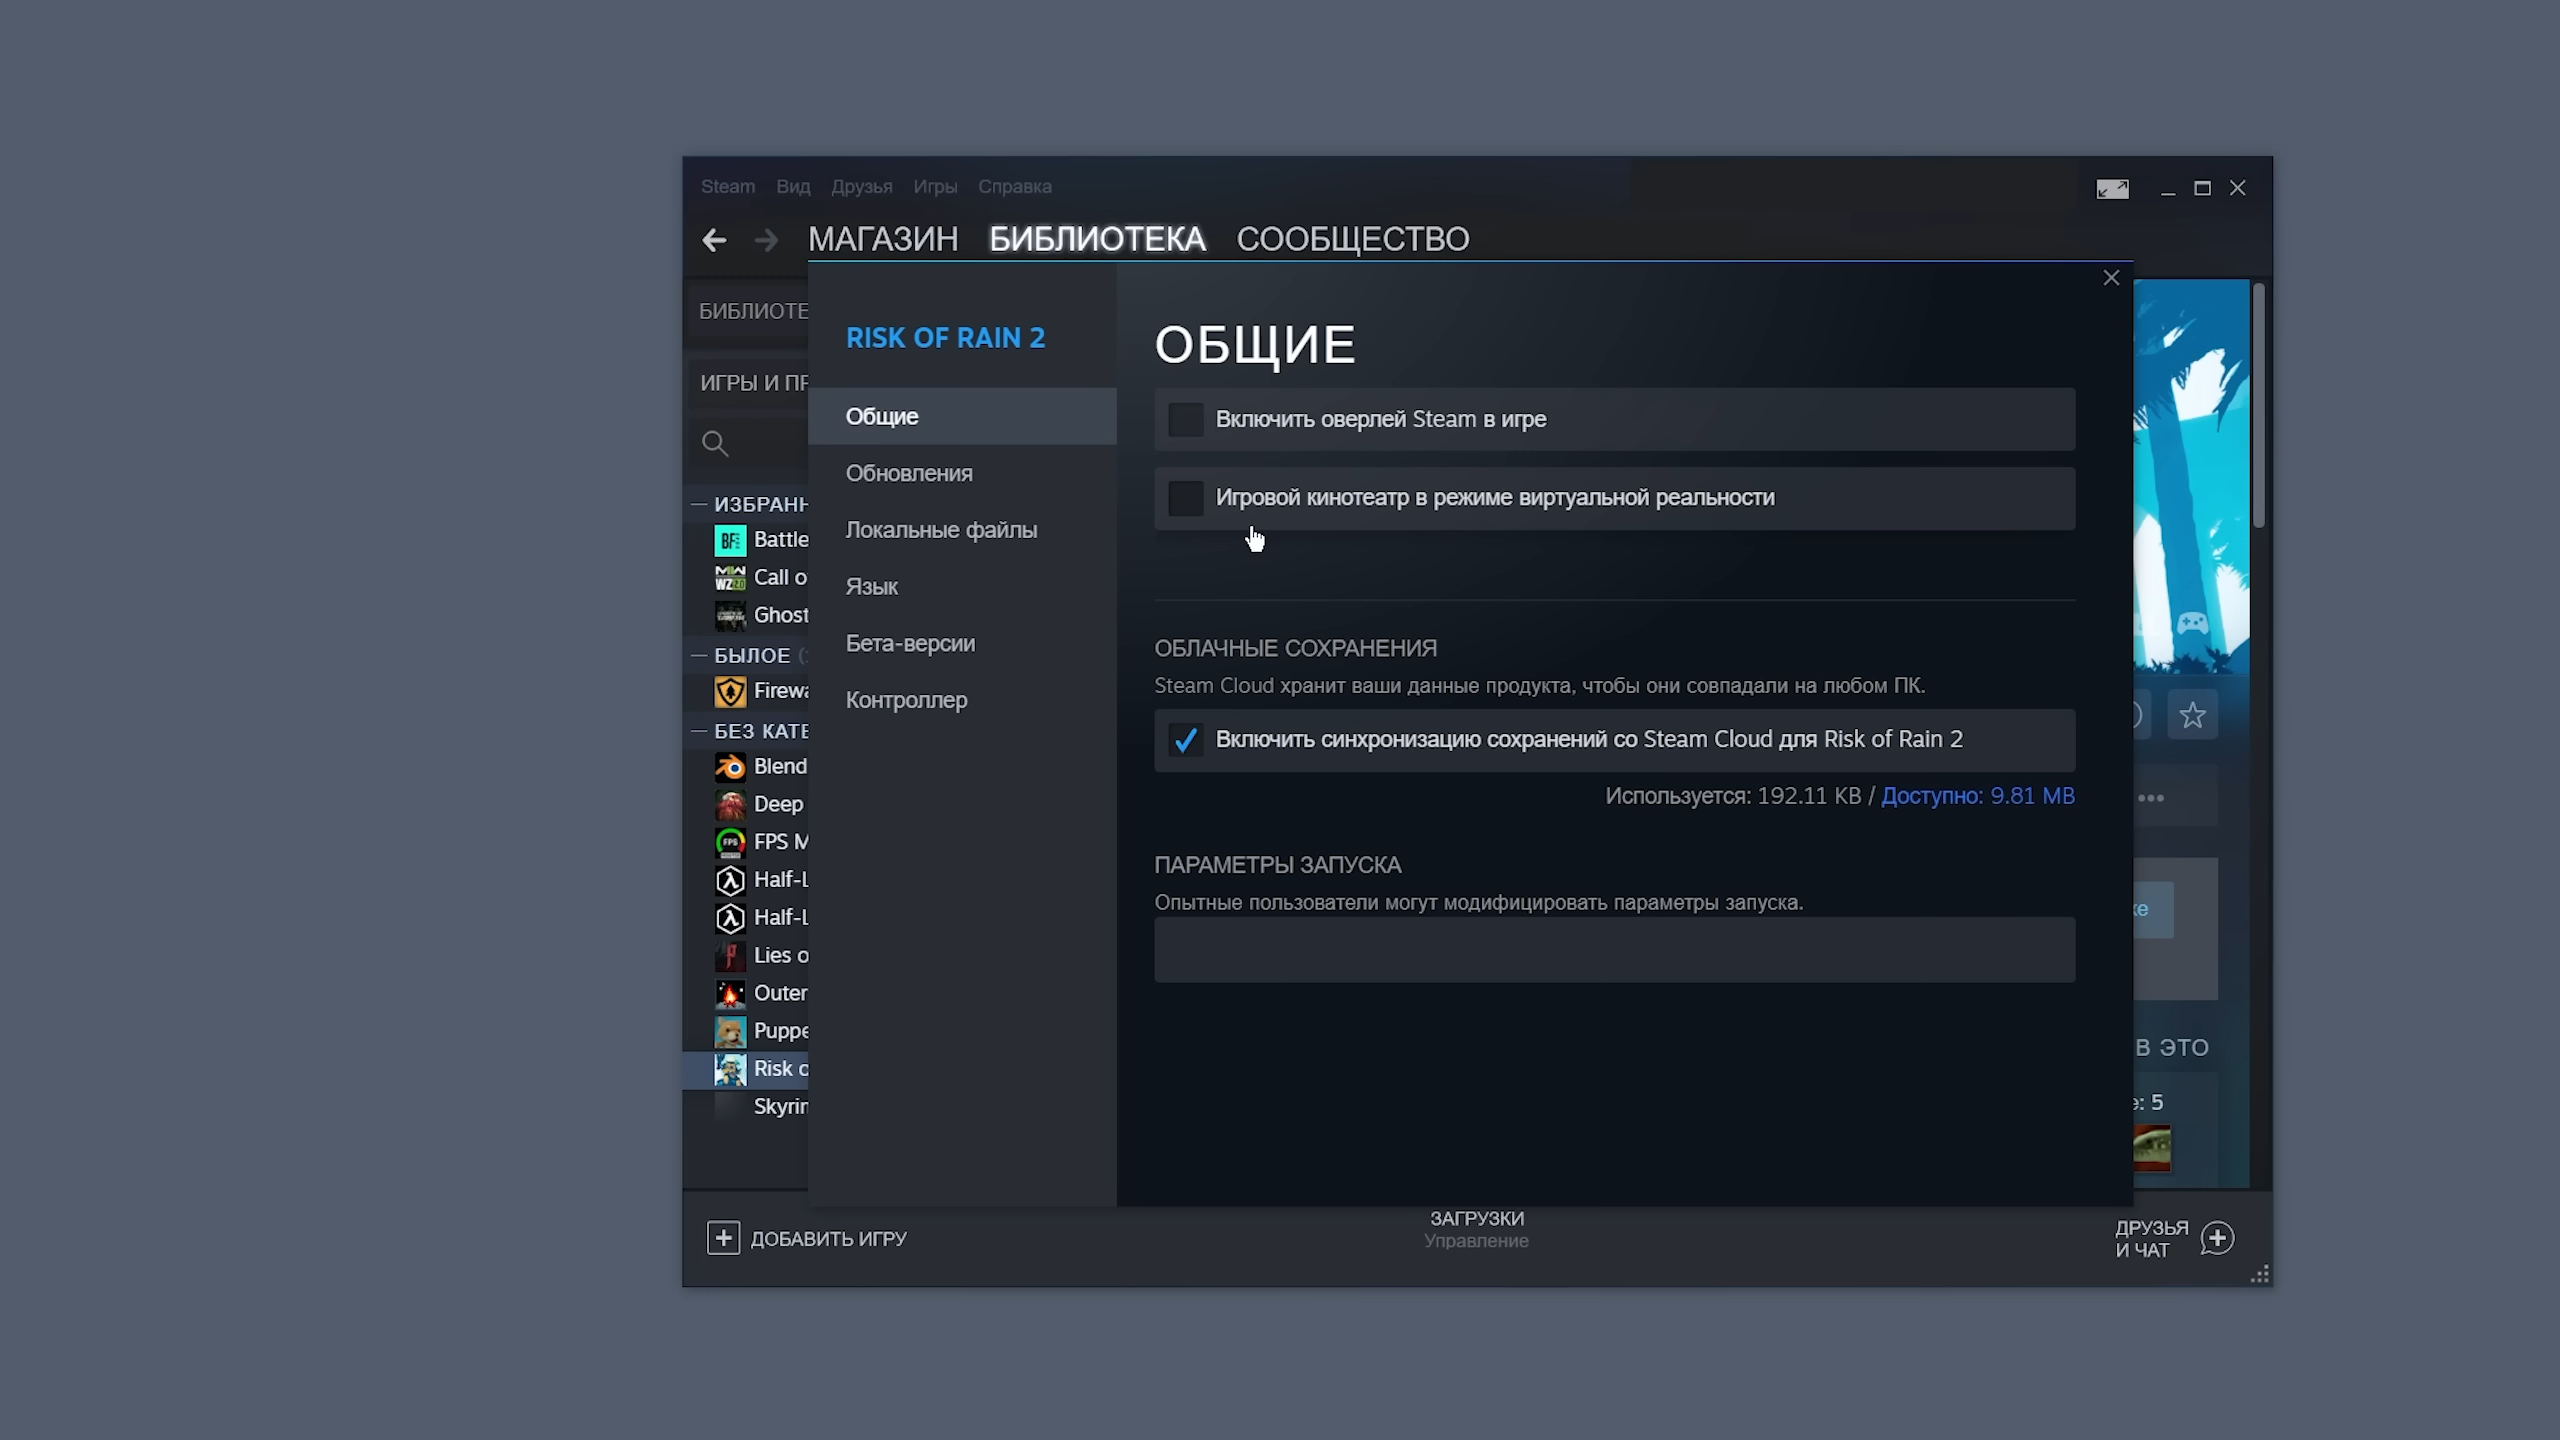 Steam Вид Друзья Игры Справка
МАГАЗИН БИБЛИОТЕКА СООБЩЕСТВО
БИБЛИОТЕ
ИГРЫ И ПР
ИЗБРАНН
Battle
Call o
Ghost
БЫЛОЕ
Firewa
БЕЗ КАТЕ
Blend
Deep
FPS M
Half-L
Half-L
Lies o
Outer
Puppe
Risk o
Skyrim
RISK OF RAIN 2
Общие
Обновления
Локальные файлы
Язык
Бета-версии
Контроллер
ОБЩИЕ
Включить оверлей Steam в игре
Игровой кинотеатр в режиме виртуальной реальности
ОБЛАЧНЫЕ СОХРАНЕНИЯ
Steam Cloud хранит ваши данные продукта, чтобы они совпадали на любом ПК.
Включить синхронизацию сохранений со Steam Cloud для Risk of Rain 2
Используется: 192.11 KB / Доступно: 9.81 MB
ПАРАМЕТРЫ ЗАПУСКА
Опытные пользователи могут модифицировать параметры запуска.
В ЭТО
е: 5
ДОБАВИТЬ ИГРУ
ЗАГРУЗКИ
Управление
ДРУЗЬЯ
И ЧАТ